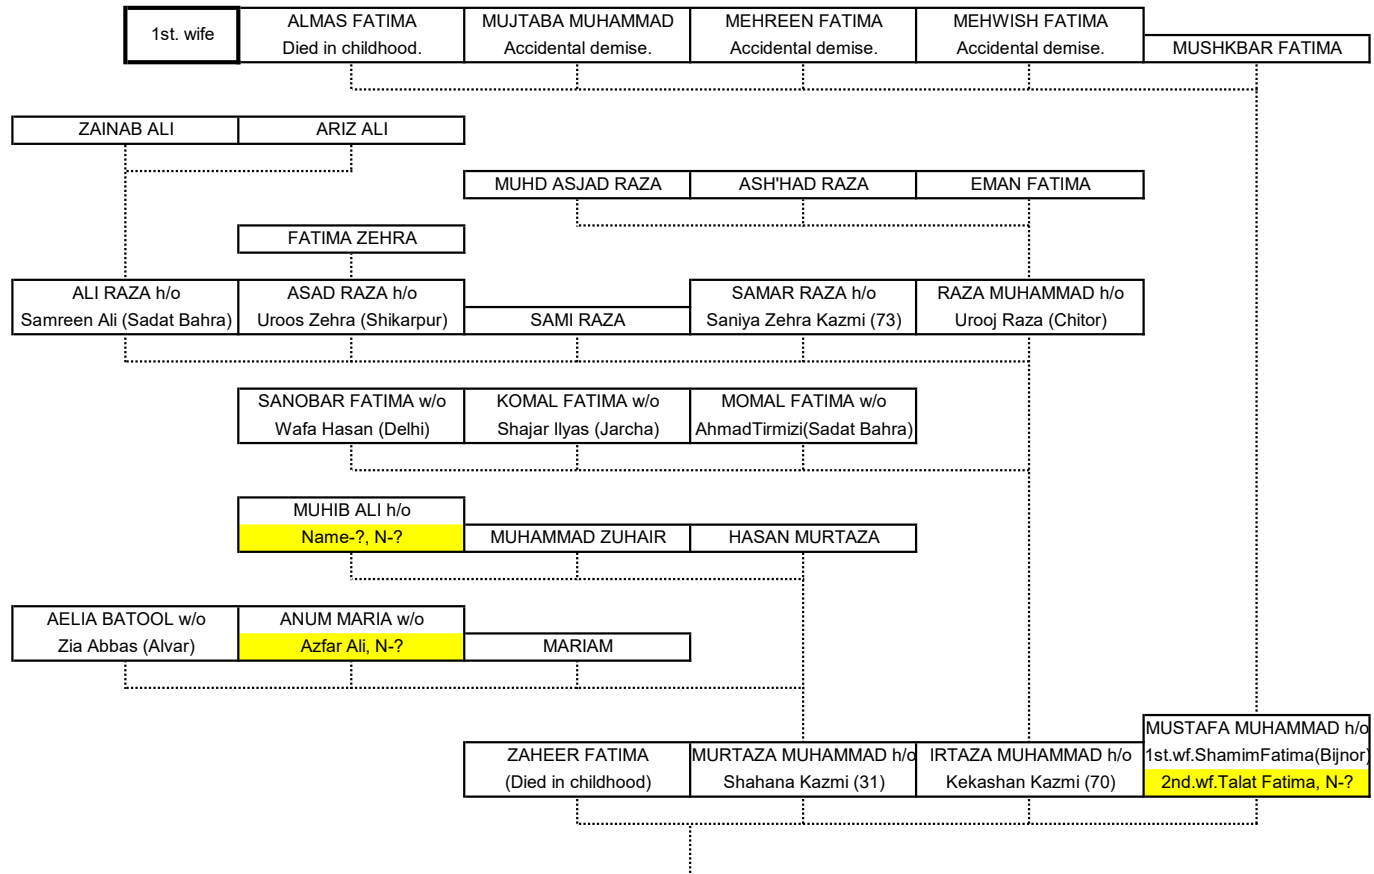 1st. wife
ALMAS FATIMA
Died in childhood.
MUJTABA MUHAMMAD
Accidental demise.
MEHREEN FATIMA
Accidental demise.
MEHWISH FATIMA
Accidental demise.
MUSHKBAR FATIMA
ZAINAB ALI
ARIZ ALI
MUHD ASJAD RAZA
ASH'HAD RAZA
EMAN FATIMA
FATIMA ZEHRA
ALI RAZA h/o
Samreen Ali (Sadat Bahra)
ASAD RAZA h/o
Uroos Zehra (Shikarpur)
SAMI RAZA
SAMAR RAZA h/o
Saniya Zehra Kazmi (73)
RAZA MUHAMMAD h/o
Urooj Raza (Chitor)
SANOBAR FATIMA w/o
Wafa Hasan (Delhi)
KOMAL FATIMA w/o
Shajar Ilyas (Jarcha)
MOMAL FATIMA w/o
AhmadTirmizi(Sadat Bahra)
MUHIB ALI h/o
Name-?, N-?
MUHAMMAD ZUHAIR
HASAN MURTAZA
AELIA BATOOL w/o
Zia Abbas (Alvar)
ANUM MARIA w/o
Azfar Ali, N-?
MARIAM
ZAHEER FATIMA
(Died in childhood)
MURTAZA MUHAMMAD h/o
Shahana Kazmi (31)
IRTAZA MUHAMMAD h/o
Kekashan Kazmi (70)
MUSTAFA MUHAMMAD h/o
1st.wf.ShamimFatima(Bijnor)
2nd.wf.Talat Fatima, N-?